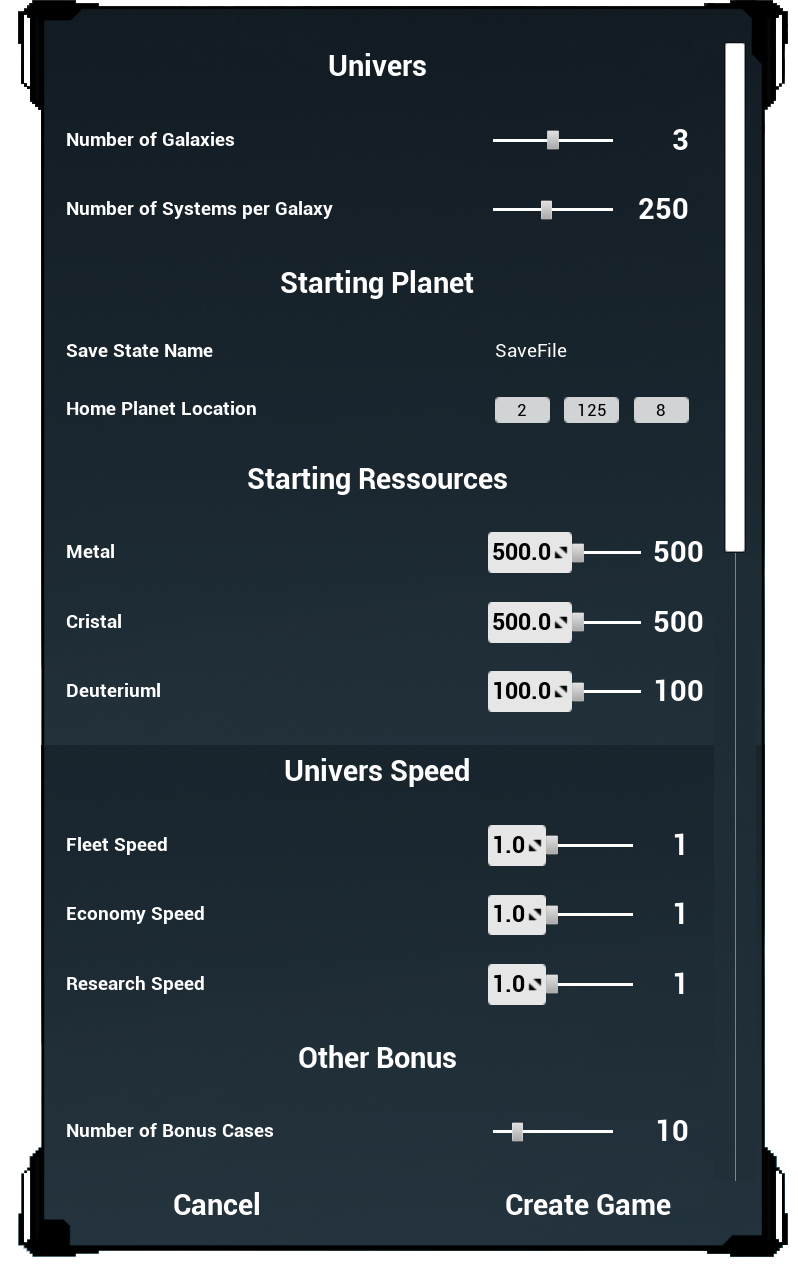 Univers
Number of Galaxies 3
Number of Systems per Galaxy 250
Starting Planet
Save State Name SaveFile
Home Planet Location 2 125 8
Starting Ressources
Metal 500.0 500
Cristal 500.0 500
Deuteriuml 100.0 100
Univers Speed
Fleet Speed 1.0 1
Economy Speed 1.0 1
Research Speed 1.0 1
Other Bonus
Number of Bonus Cases 10
Cancel Create Game